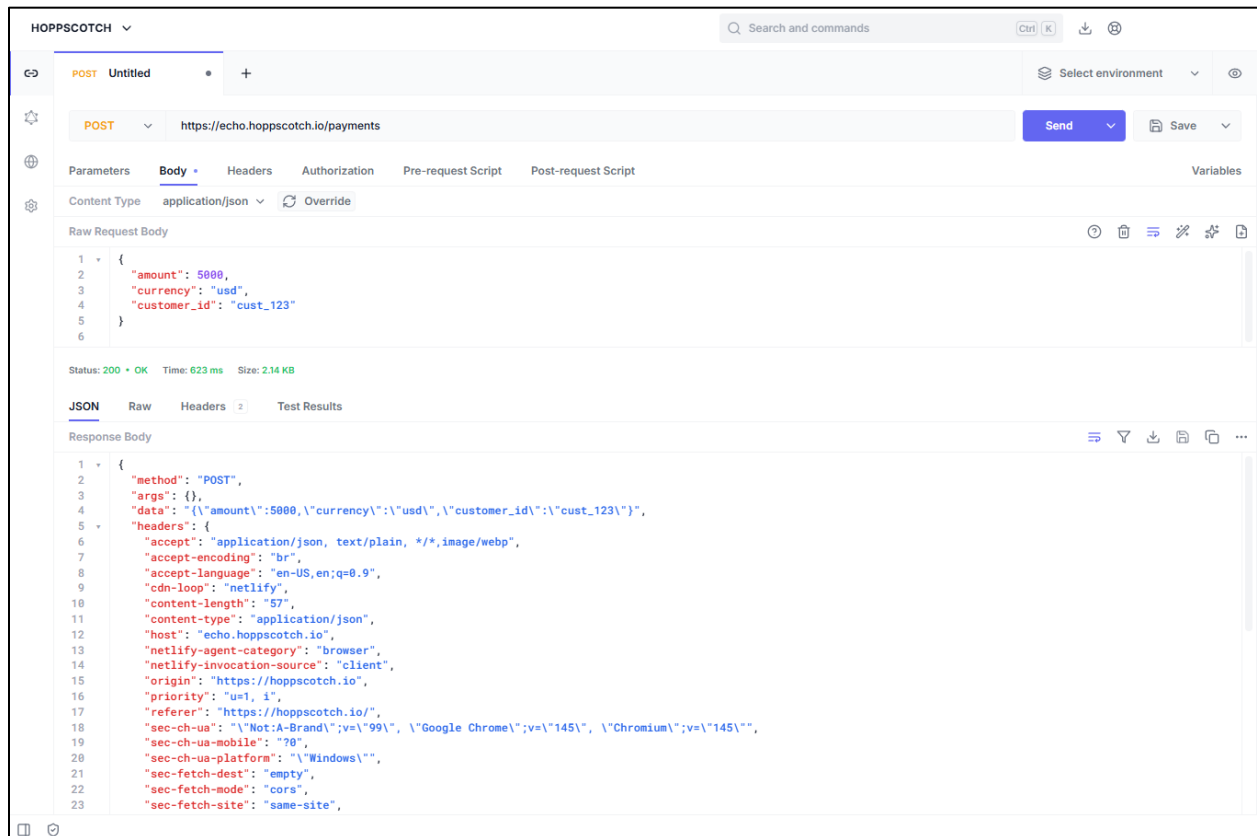 HOPPSCOTCH
Search and commands Ctrl K
POST Untitled
Select environment
POST https://echo.hoppscotch.io/payments Send Save
Parameters Body Headers Authorization Pre-request Script Post-request Script Variables
Content Type application/json Override
Raw Request Body
1 {
2 "amount": 5000,
3 "currency": "usd",
4 "customer_id": "cust_123"
5 }
6
Status: 200 • OK Time: 623 ms Size: 2.14 KB
JSON Raw Headers 2 Test Results
Response Body
1 {
2 "method": "POST",
3 "args": {},
4 "data": "{\"amount\":5000,\"currency\":\"usd\",\"customer_id\":\"cust_123\"}",
5 "headers": {
6 "accept": "application/json, text/plain, */*,image/webp",
7 "accept-encoding": "br",
8 "accept-language": "en-US,en;q=0.9",
9 "cdn-loop": "netlify",
10 "content-length": "57",
11 "content-type": "application/json",
12 "host": "echo.hoppscotch.io",
13 "netlify-agent-category": "browser",
14 "netlify-invocation-source": "client",
15 "origin": "https://hoppscotch.io",
16 "priority": "u=1, i",
17 "referer": "https://hoppscotch.io/",
18 "sec-ch-ua": "\"Not:A-Brand\";v=\"99\", \"Google Chrome\";v=\"145\", \"Chromium\";v=\"145\"",
19 "sec-ch-ua-mobile": "?0",
20 "sec-ch-ua-platform": "\"Windows\"",
21 "sec-fetch-dest": "empty",
22 "sec-fetch-mode": "cors",
23 "sec-fetch-site": "same-site",